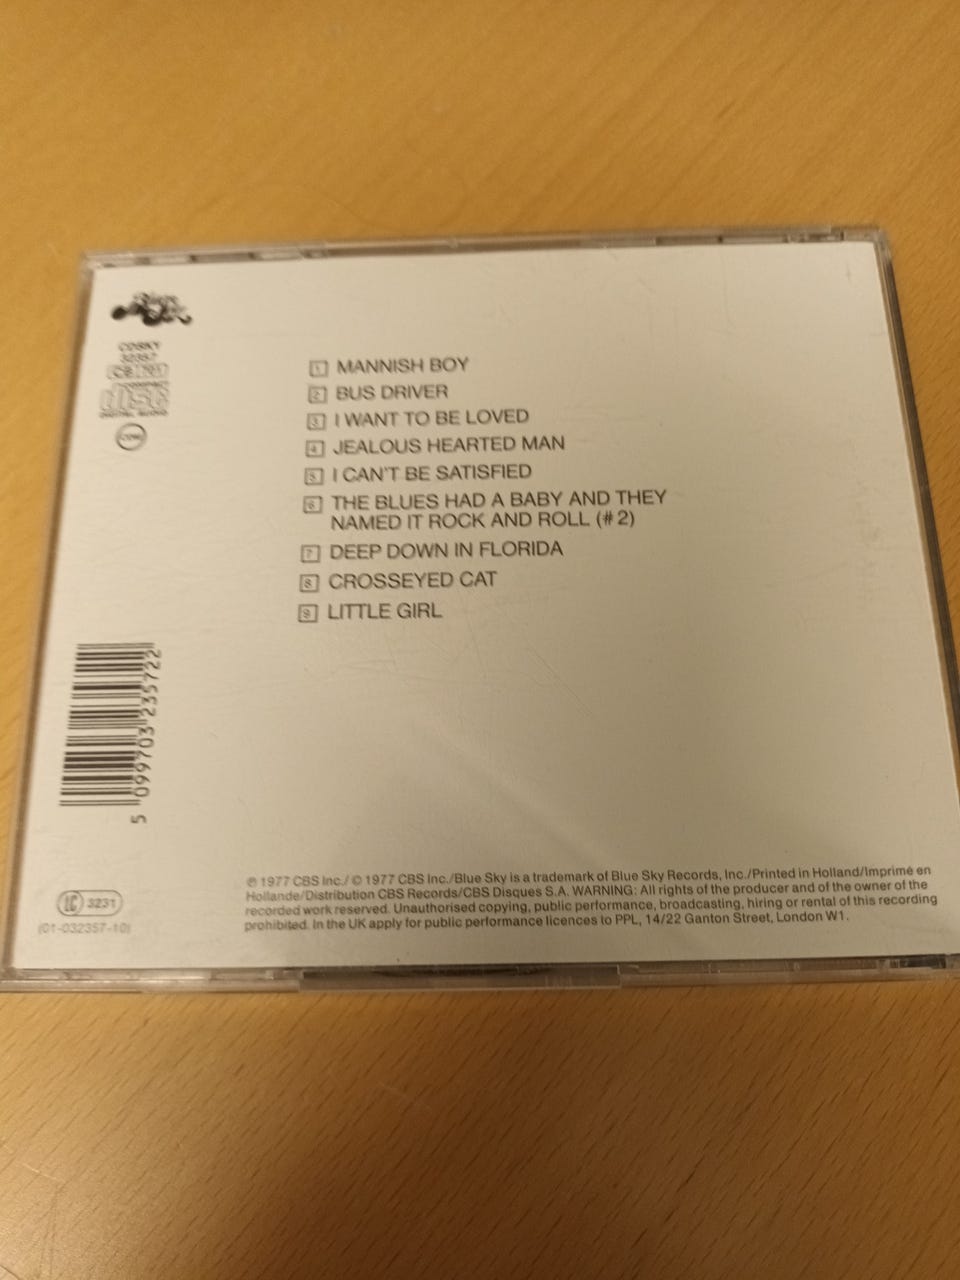 Blue Sky
CDSKY
32357
CB 701
COMPACT
disc
DIGITAL AUDIO
1 MANNISH BOY
2 BUS DRIVER
3 I WANT TO BE LOVED
4 JEALOUS HEARTED MAN
5 I CAN'T BE SATISFIED
6 THE BLUES HAD A BABY AND THEY
NAMED IT ROCK AND ROLL (#2)
7 DEEP DOWN IN FLORIDA
8 CROSSEYED CAT
9 LITTLE GIRL
5 099703 235722
LC 3231
(01-032357-10)
℗ 1977 CBS Inc./ © 1977 CBS Inc./Blue Sky is a trademark of Blue Sky Records, Inc./Printed in Holland/Imprimé en
Hollande/Distribution CBS Records/CBS Disques S.A. WARNING: All rights of the producer and of the owner of the
recorded work reserved. Unauthorised copying, public performance, broadcasting, hiring or rental of this recording
prohibited. In the UK apply for public performance licences to PPL, 14/22 Ganton Street, London W1.